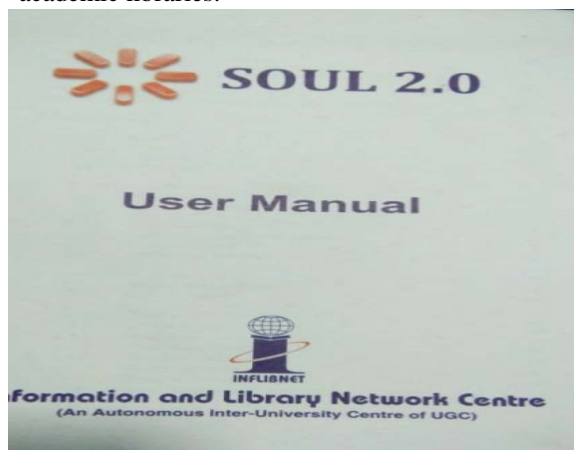 SOUL 2.0
User Manual
INFLIBNET
formation and Library Network Centre
(An Autonomous Inter-University Centre of UGC)